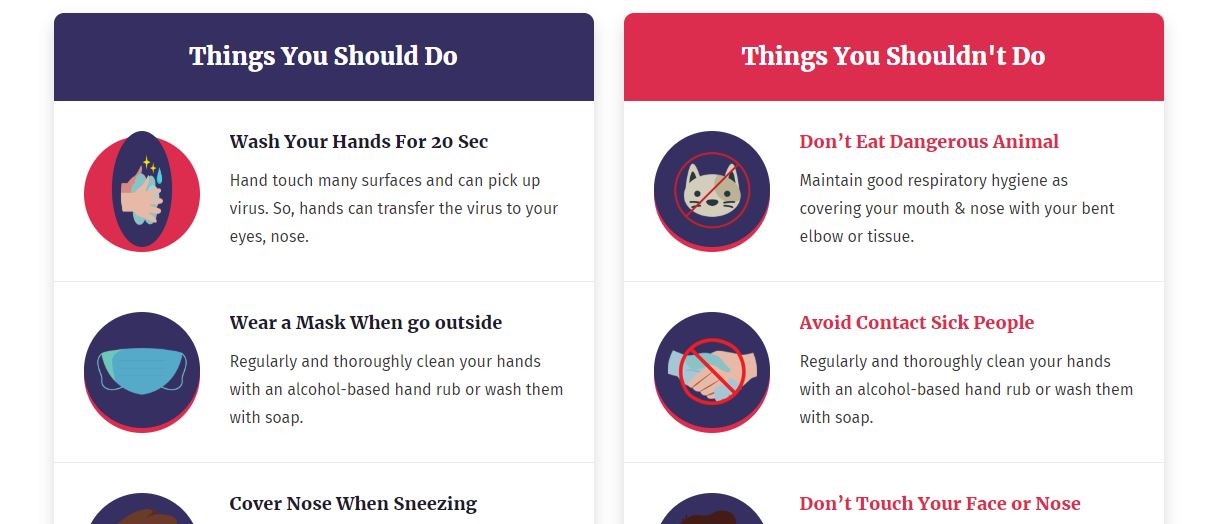 Things You Should Do
Wash Your Hands For 20 Sec
Hand touch many surfaces and can pick up
virus. So, hands can transfer the virus to your
eyes, nose.
Wear a Mask When go outside
Regularly and thoroughly clean your hands
with an alcohol-based hand rub or wash them
with soap.
Cover Nose When Sneezing
Things You Shouldn't Do
Don’t Eat Dangerous Animal
Maintain good respiratory hygiene as
covering your mouth & nose with your bent
elbow or tissue.
Avoid Contact Sick People
Regularly and thoroughly clean your hands
with an alcohol-based hand rub or wash them
with soap.
Don’t Touch Your Face or Nose